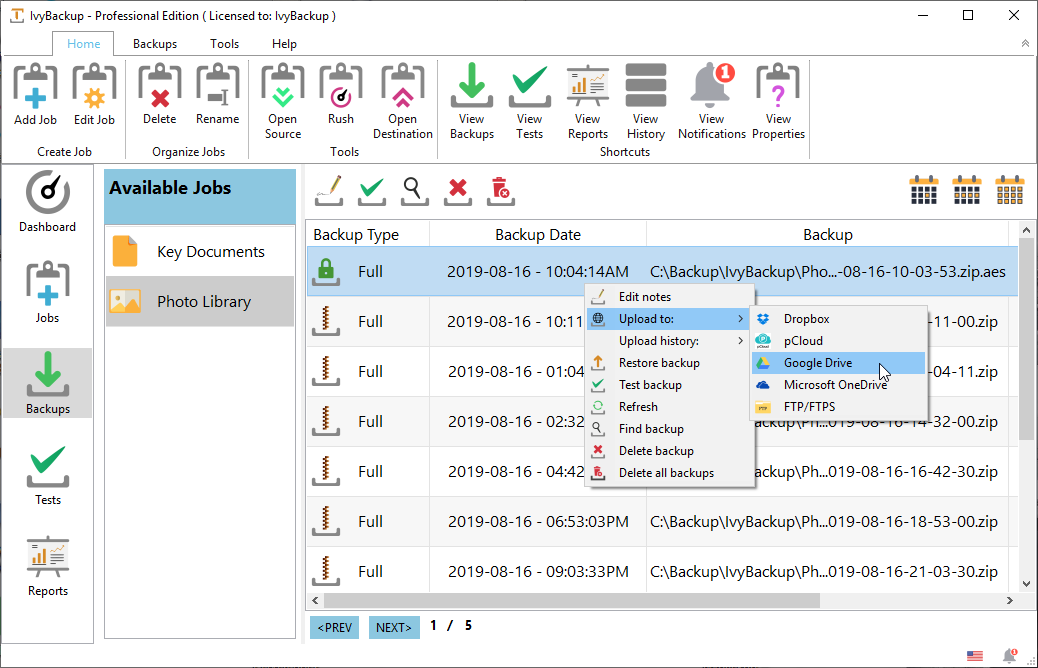 IvyBackup - Professional Edition ( Licensed to: IvyBackup )
Home Backups Tools Help
Add Job Edit Job Delete Rename Open Source Rush Open Destination View Backups View Tests View Reports View History 1 View Notifications ? View Properties
Create Job Organize Jobs Tools Shortcuts
Dashboard
Jobs
Backups
Tests
Reports
Available Jobs
Key Documents
Photo Library
Backup Type Backup Date Backup
Full 2019-08-16 - 10:04:14AM C:\Backup\IvyBackup\Pho...-08-16-10-03-53.zip.aes
Full 2019-08-16 - 10:11 -11-00.zip
Full 2019-08-16 - 01:04 -04-11.zip
Full 2019-08-16 - 02:32 ackup\Ph...019-08-16-14-32-00.zip
Full 2019-08-16 - 04:42 ackup\Ph...019-08-16-16-42-30.zip
Full 2019-08-16 - 06:53:03PM C:\Backup\IvyBackup\Ph...019-08-16-18-53-00.zip
Full 2019-08-16 - 09:03:33PM C:\Backup\IvyBackup\Ph...019-08-16-21-03-30.zip
Edit notes
Upload to:
Upload history:
Restore backup
Test backup
Refresh
Find backup
Delete backup
Delete all backups
Dropbox
pCloud
Google Drive
Microsoft OneDrive
FTP/FTPS
<PREV NEXT> 1 / 5